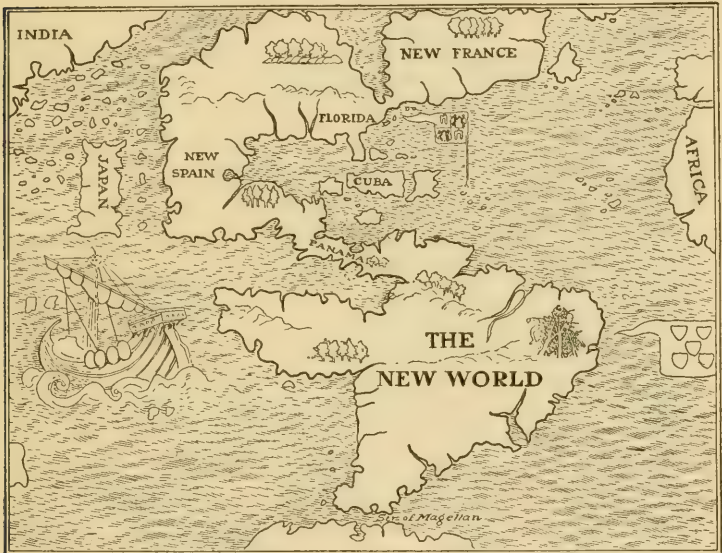 INDIA
NEW FRANCE
FLORIDA
JAPAN
NEW
SPAIN
CUBA
AFRICA
PANAMA
THE
NEW WORLD
Str. of Magellan